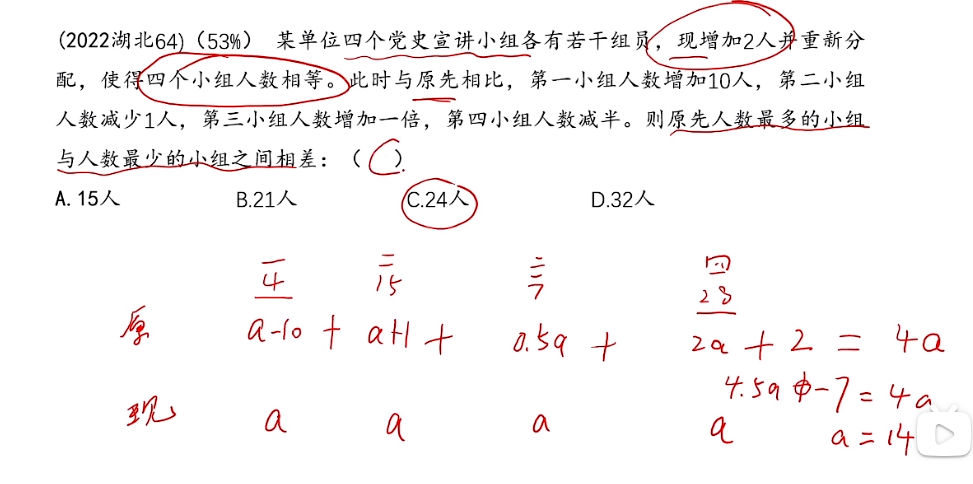 (2022湖北64)（53%） 某单位四个党史宣讲小组各有若干组员，现增加2人并重新分
配，使得四个小组人数相等。此时与原先相比，第一小组人数增加10人，第二小组
人数减少1人，第三小组人数增加一倍，第四小组人数减半。则原先人数最多的小组
与人数最少的小组之间相差：（C）.
A. 15人 B.21人 C.24人 D.32人
一 二 三 四
4 15 7 28
原 a-10 + a+1 + 0.5a + 2a + 2 = 4a
4.5a-7=4a
现 a a a a a=14